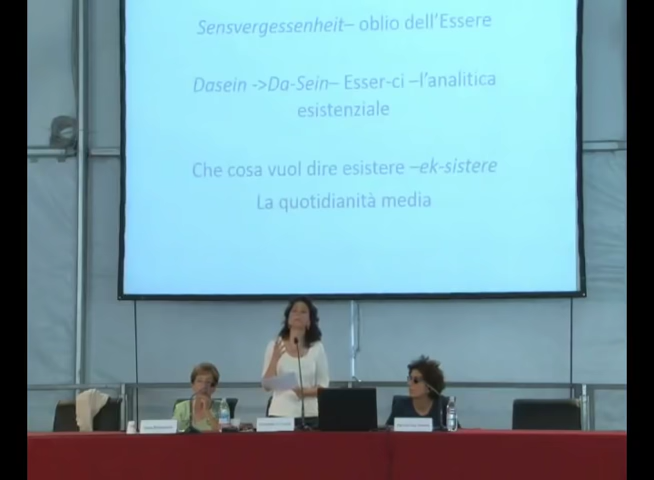 Sensvergessenheit– oblio dell'Essere
Dasein ->Da-Sein– Esser-ci –l'analitica
esistenziale
Che cosa vuol dire esistere –ek-sistere
La quotidianità media